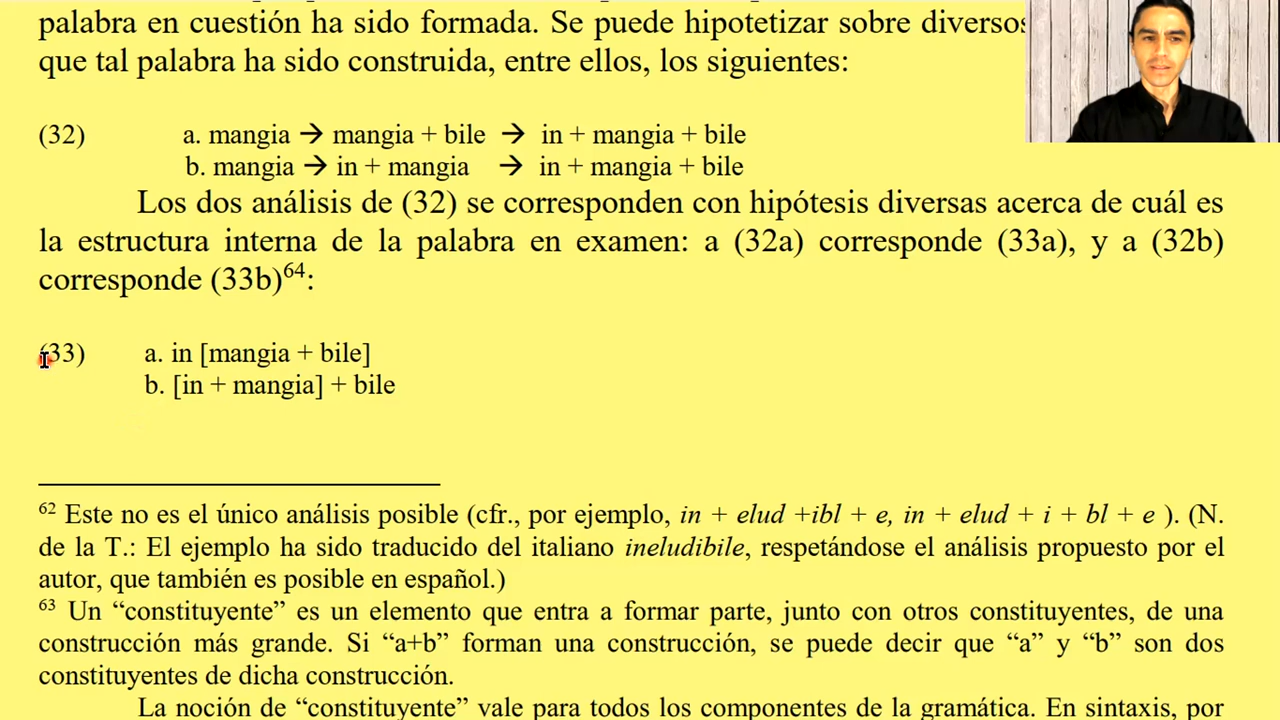 palabra en cuestión ha sido formada. Se puede hipotetizar sobre diversos
que tal palabra ha sido construida, entre ellos, los siguientes:
(32) a. mangia → mangia + bile → in + mangia + bile
b. mangia → in + mangia → in + mangia + bile
Los dos análisis de (32) se corresponden con hipótesis diversas acerca de cuál es
la estructura interna de la palabra en examen: a (32a) corresponde (33a), y a (32b)
corresponde (33b)⁶⁴:
(33) a. in [mangia + bile]
b. [in + mangia] + bile
⁶² Este no es el único análisis posible (cfr., por ejemplo, in + elud +ibl + e, in + elud + i + bl + e ). (N.
de la T.: El ejemplo ha sido traducido del italiano ineludibile, respetándose el análisis propuesto por el
autor, que también es posible en español.)
⁶³ Un “constituyente” es un elemento que entra a formar parte, junto con otros constituyentes, de una
construcción más grande. Si “a+b” forman una construcción, se puede decir que “a” y “b” son dos
constituyentes de dicha construcción.
La noción de “constituyente” vale para todos los componentes de la gramática. En sintaxis, por